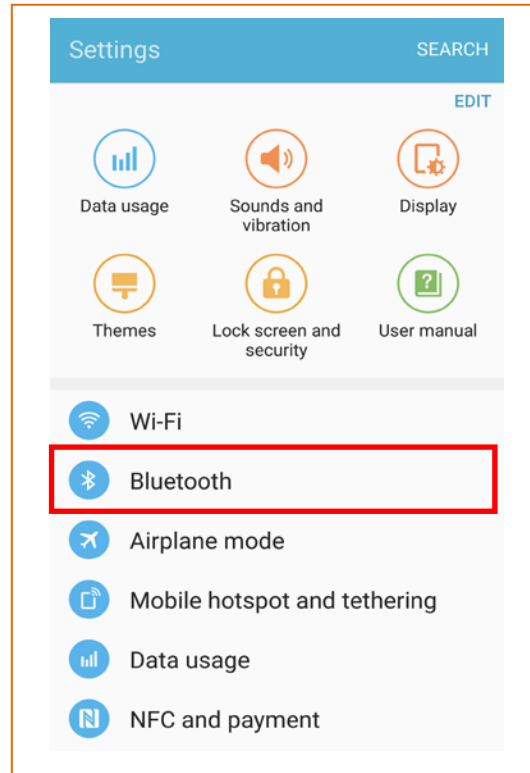 Settings SEARCH
EDIT
Data usage Sounds and vibration Display
Themes Lock screen and security User manual
Wi-Fi
Bluetooth
Airplane mode
Mobile hotspot and tethering
Data usage
NFC and payment